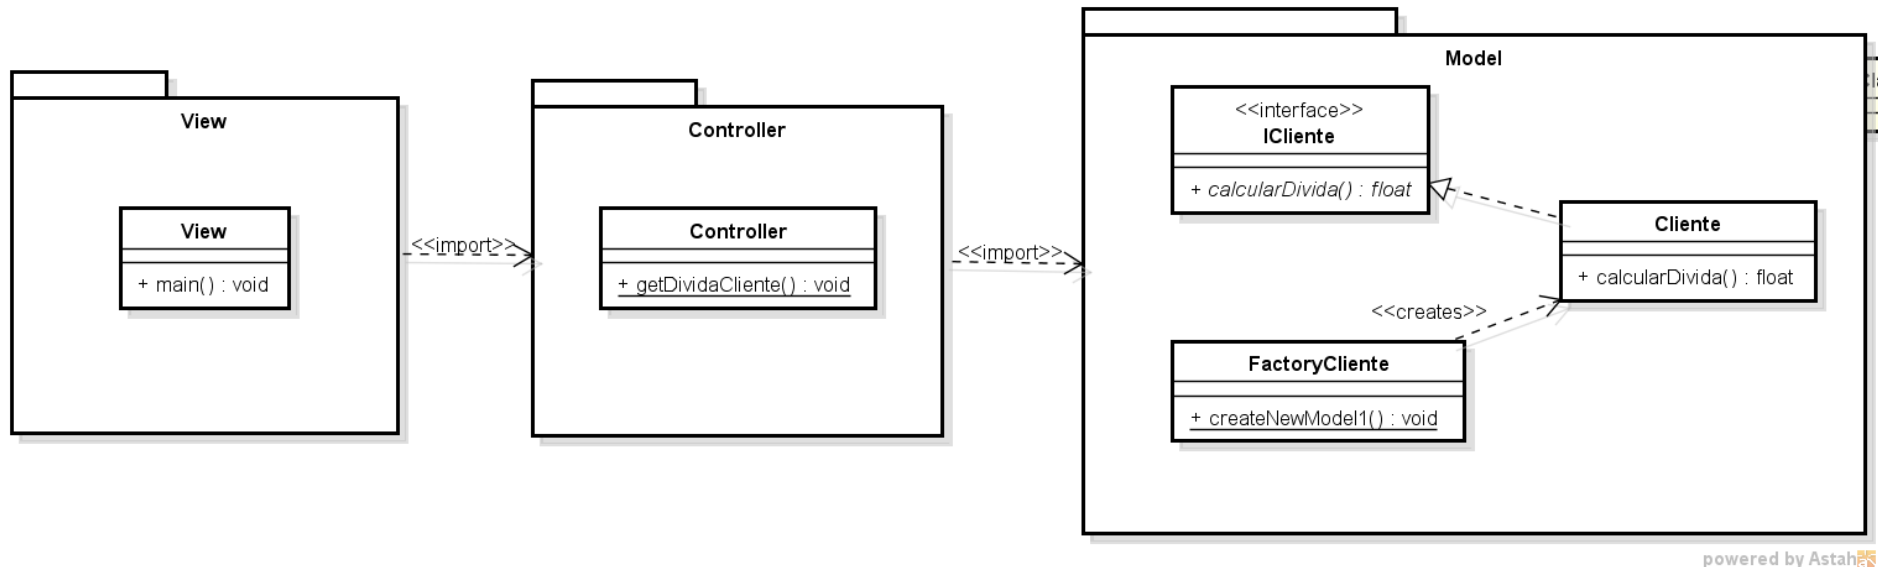 View
View
+ main() : void
<<import>>
Controller
Controller
+ getDividaCliente() : void
<<import>>
Model
<<interface>>
ICliente
+ calcularDivida() : float
Cliente
+ calcularDivida() : float
<<creates>>
FactoryCliente
+ createNewModel1() : void
powered by Astah